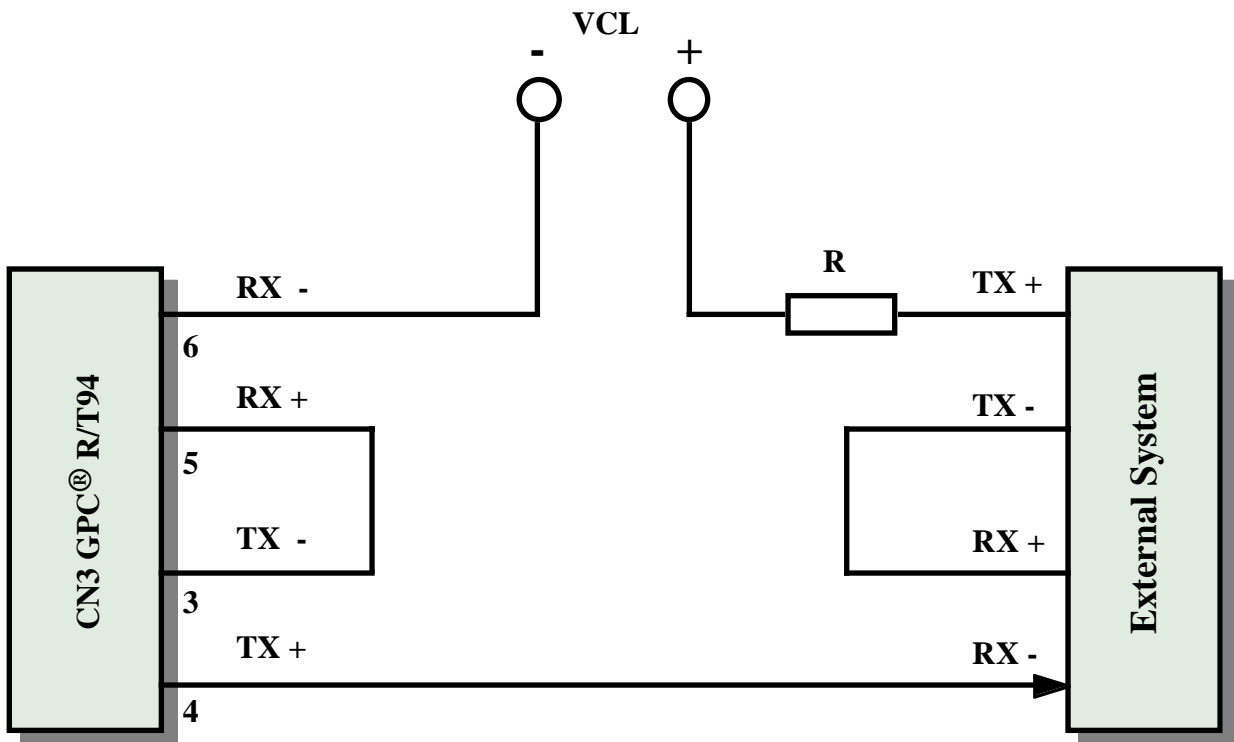 VCL
- +
R
RX -
TX +
6
RX +
TX -
5
TX -
RX +
3
TX +
RX -
4
CN3 GPC® R/T94
External System